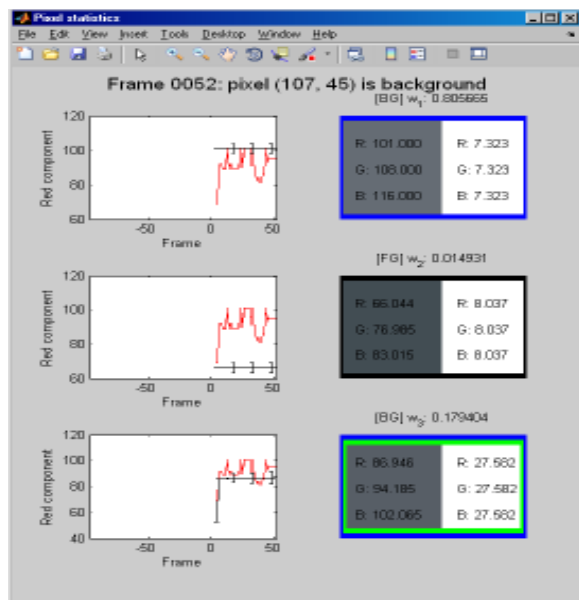 Pixel statistics
File Edit View Insert Tools Desktop Window Help
Frame 0052: pixel (107, 45) is background
[BG] w1: 0.805665
120
100
80
60
Red component
-50 0 50
Frame
R: 101.000 R: 7.323
G: 108.000 G: 7.323
B: 116.000 B: 7.323
[FG] w2: 0.014931
120
100
80
60
Red component
-50 0 50
Frame
R: 66.044 R: 8.037
G: 76.985 G: 8.037
B: 83.015 B: 8.037
[BG] w3: 0.179404
120
100
80
60
40
Red component
-50 0 50
Frame
R: 86.946 R: 27.582
G: 94.185 G: 27.582
B: 102.065 B: 27.582